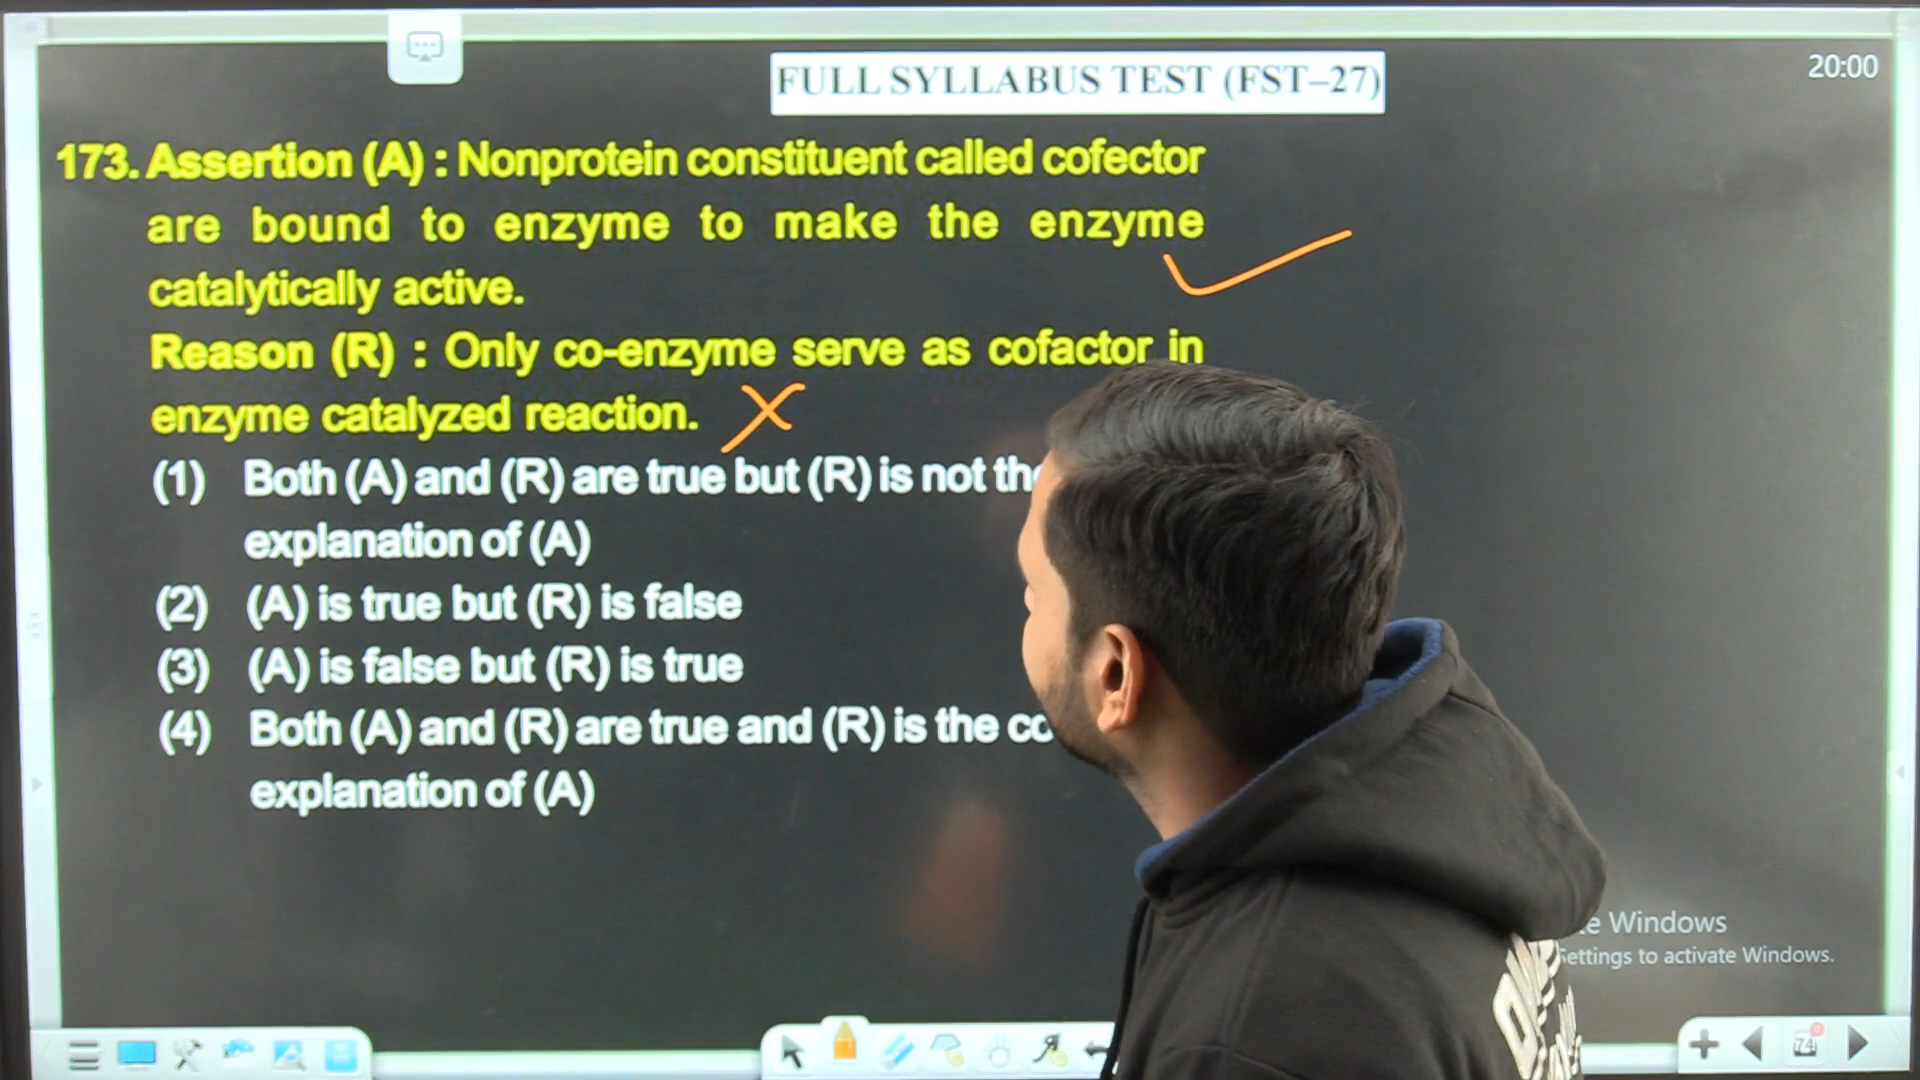 FULL SYLLABUS TEST (FST–27)
20:00
173. Assertion (A) : Nonprotein constituent called cofector
are bound to enzyme to make the enzyme
catalytically active.
Reason (R) : Only co-enzyme serve as cofactor in
enzyme catalyzed reaction.
(1) Both (A) and (R) are true but (R) is not
explanation of (A)
(2) (A) is true but (R) is false
(3) (A) is false but (R) is true
(4) Both (A) and (R) are true and (R) is the
explanation of (A)
Windows
Settings to activate Windows.
74